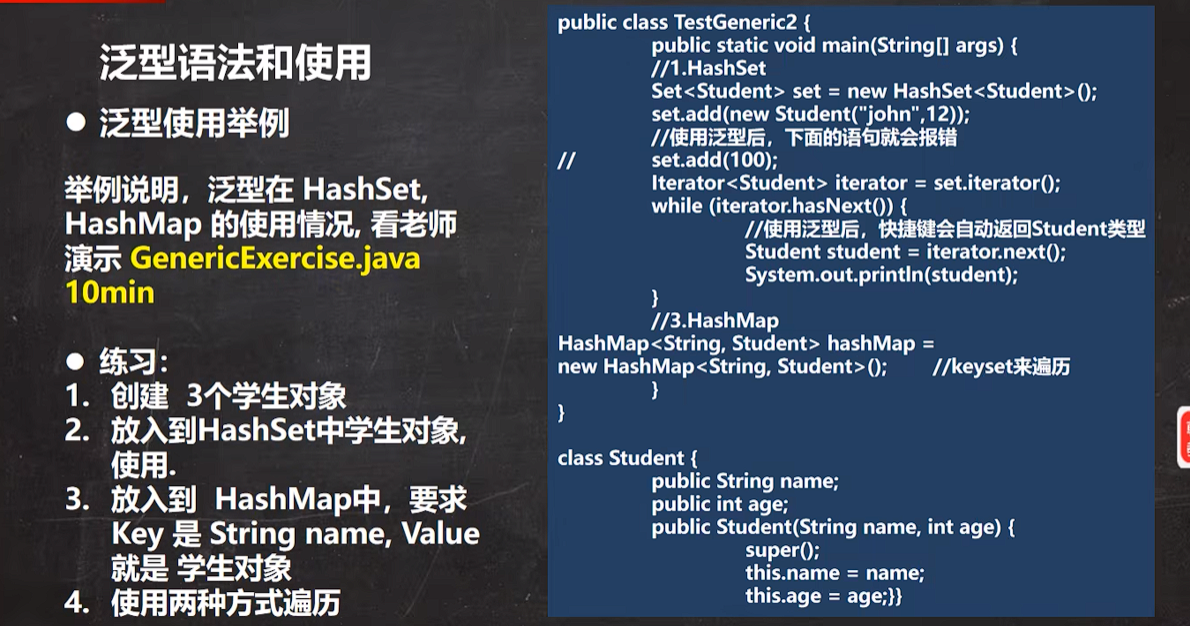 泛型语法和使用
● 泛型使用举例
举例说明，泛型在 HashSet,
HashMap 的使用情况, 看老师
演示 GenericExercise.java
10min
● 练习：
1. 创建 3个学生对象
2. 放入到HashSet中学生对象,
使用.
3. 放入到 HashMap中，要求
Key 是 String name, Value
就是 学生对象
4. 使用两种方式遍历
public class TestGeneric2 {
public static void main(String[] args) {
//1.HashSet
Set<Student> set = new HashSet<Student>();
set.add(new Student("john",12));
//使用泛型后，下面的语句就会报错
// set.add(100);
Iterator<Student> iterator = set.iterator();
while (iterator.hasNext()) {
//使用泛型后，快捷键会自动返回Student类型
Student student = iterator.next();
System.out.println(student);
}
//3.HashMap
HashMap<String, Student> hashMap =
new HashMap<String, Student>(); //keyset来遍历
}
}
class Student {
public String name;
public int age;
public Student(String name, int age) {
super();
this.name = name;
this.age = age;}}